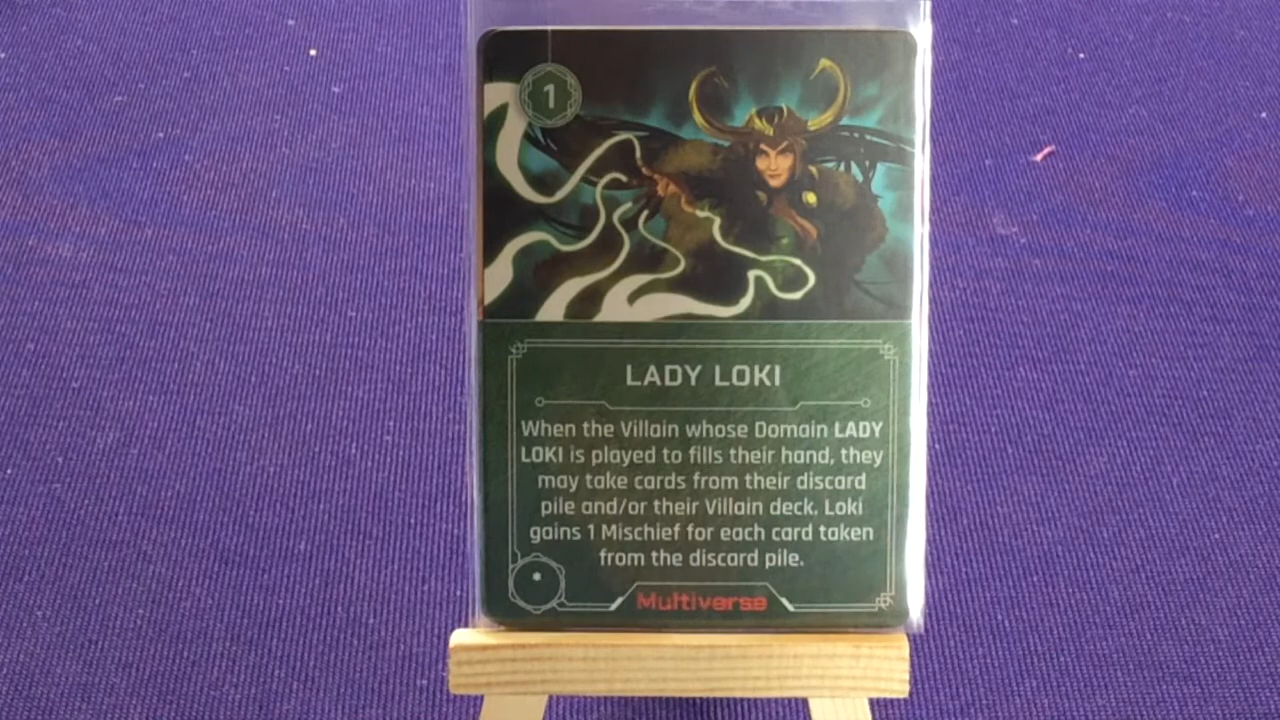 1
LADY LOKI
When the Villain whose Domain LADY
LOKI is played to fills their hand, they
may take cards from their discard
pile and/or their Villain deck. Loki
gains 1 Mischief for each card taken
from the discard pile.
*
Multiverse